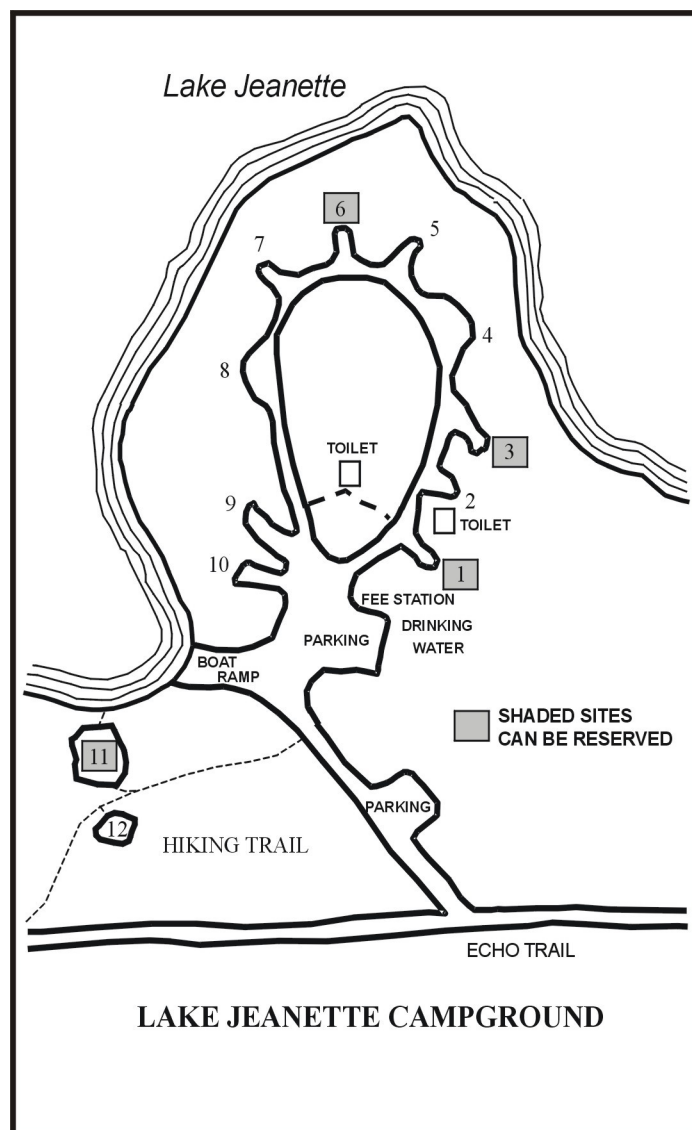 Lake Jeanette
6
5
7
4
8
TOILET
3
9
2
TOILET
10
1
FEE STATION
PARKING
DRINKING
WATER
BOAT
RAMP
SHADED SITES
CAN BE RESERVED
11
PARKING
12
HIKING TRAIL
ECHO TRAIL
LAKE JEANETTE CAMPGROUND